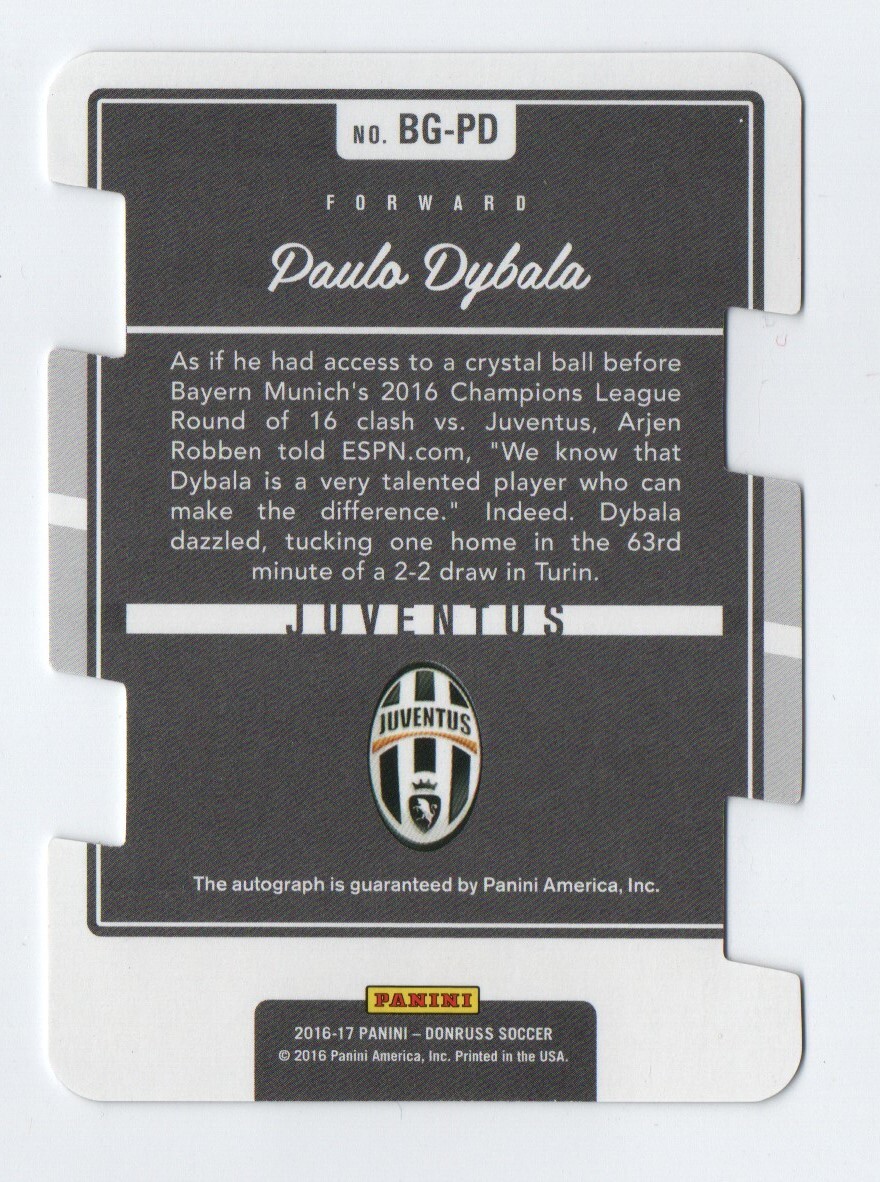 NO. BG-PD
FORWARD
Paulo Dybala
As if he had access to a crystal ball before
Bayern Munich's 2016 Champions League
Round of 16 clash vs. Juventus, Arjen
Robben told ESPN.com, "We know that
Dybala is a very talented player who can
make the difference." Indeed. Dybala
dazzled, tucking one home in the 63rd
minute of a 2-2 draw in Turin.
JUVENTUS
JUVENTUS
The autograph is guaranteed by Panini America, Inc.
PANINI
2016-17 PANINI – DONRUSS SOCCER
© 2016 Panini America, Inc. Printed in the USA.